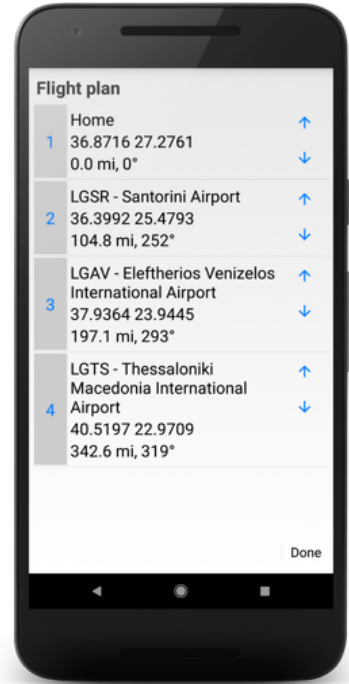 Flight plan
1
Home
36.8716 27.2761
0.0 mi, 0°
2
LGSR - Santorini Airport
36.3992 25.4793
104.8 mi, 252°
3
LGAV - Eleftherios Venizelos
International Airport
37.9364 23.9445
197.1 mi, 293°
4
LGTS - Thessaloniki
Macedonia International
Airport
40.5197 22.9709
342.6 mi, 319°
Done